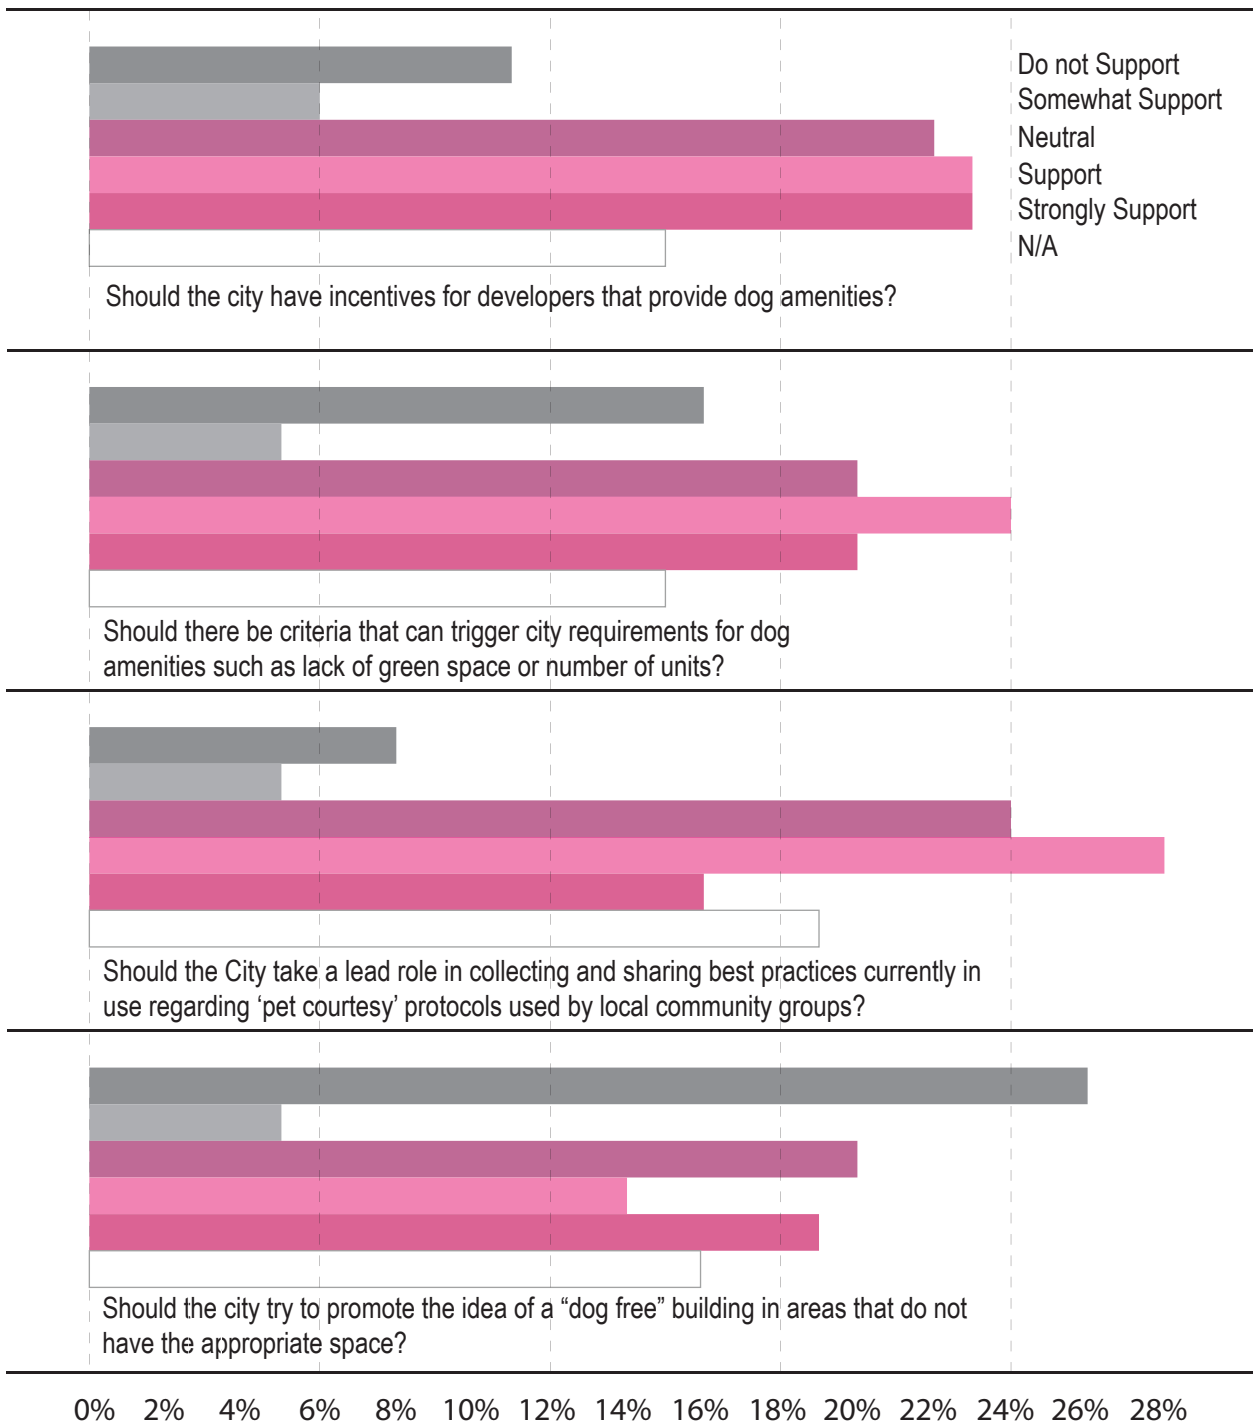 Do not Support
Somewhat Support
Neutral
Support
Strongly Support
N/A
Should the city have incentives for developers that provide dog amenities?
Should there be criteria that can trigger city requirements for dog
amenities such as lack of green space or number of units?
Should the City take a lead role in collecting and sharing best practices currently in
use regarding ‘pet courtesy’ protocols used by local community groups?
Should the city try to promote the idea of a “dog free” building in areas that do not
have the appropriate space?
0% 2% 4% 6% 8% 10% 12% 14% 16% 18% 20% 22% 24% 26% 28%